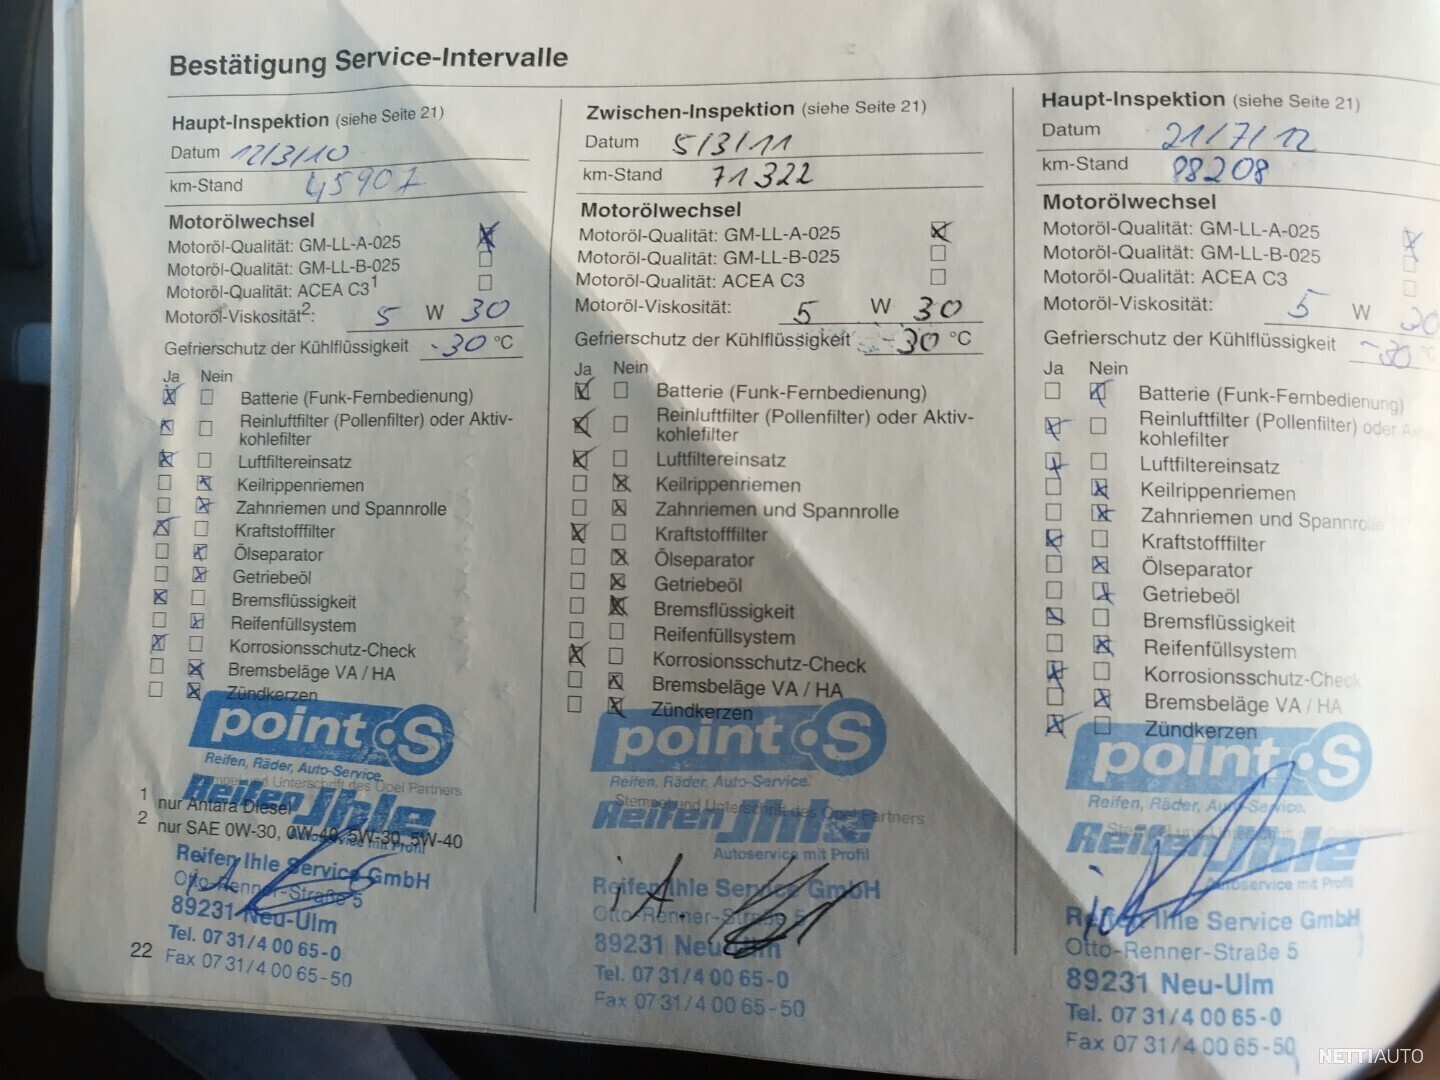 Bestätigung Service-Intervalle
Haupt-Inspektion (siehe Seite 21)
Datum 12/3/10
km-Stand 45907
Motorölwechsel
Motoröl-Qualität: GM-LL-A-025
Motoröl-Qualität: GM-LL-B-025
Motoröl-Qualität: ACEA C3¹
Motoröl-Viskosität²: 5 W 30
Gefrierschutz der Kühlflüssigkeit -30 °C
Ja Nein
Batterie (Funk-Fernbedienung)
Reinluftfilter (Pollenfilter) oder Aktiv-
kohlefilter
Luftfiltereinsatz
Keilrippenriemen
Zahnriemen und Spannrolle
Kraftstofffilter
Ölseparator
Getriebeöl
Bremsflüssigkeit
Reifenfüllsystem
Korrosionsschutz-Check
Bremsbeläge VA / HA
Zündkerzen
point S
Reifen, Räder, Auto-Service.
Stempel und Unterschrift des Opel Partners
Reifen Ihle
Autoservice mit Profil
1 nur Antara Diesel
2 nur SAE 0W-30, 0W-40, 5W-30, 5W-40
Reifen Ihle Service GmbH
Otto-Renner-Straße 5
89231 Neu-Ulm
Tel. 07 31/4 00 65-0
Fax 07 31/4 00 65-50
22
Zwischen-Inspektion (siehe Seite 21)
Datum 5/3/11
km-Stand 71322
Motorölwechsel
Motoröl-Qualität: GM-LL-A-025
Motoröl-Qualität: GM-LL-B-025
Motoröl-Qualität: ACEA C3
Motoröl-Viskosität: 5 W 30
Gefrierschutz der Kühlflüssigkeit -30 °C
Ja Nein
Batterie (Funk-Fernbedienung)
Reinluftfilter (Pollenfilter) oder Aktiv-
kohlefilter
Luftfiltereinsatz
Keilrippenriemen
Zahnriemen und Spannrolle
Kraftstofffilter
Ölseparator
Getriebeöl
Bremsflüssigkeit
Reifenfüllsystem
Korrosionsschutz-Check
Bremsbeläge VA / HA
Zündkerzen
point S
Reifen, Räder, Auto-Service.
Stempel und Unterschrift des Opel Partners
Reifen Ihle
Autoservice mit Profil
Reifen Ihle Service GmbH
i.A.
Otto-Renner-Straße 5
89231 Neu-Ulm
Tel. 07 31/4 00 65-0
Fax 07 31/4 00 65-50
Haupt-Inspektion (siehe Seite 21)
Datum 21/7/12
km-Stand 98208
Motorölwechsel
Motoröl-Qualität: GM-LL-A-025
Motoröl-Qualität: GM-LL-B-025
Motoröl-Qualität: ACEA C3
Motoröl-Viskosität: 5 W 30
Gefrierschutz der Kühlflüssigkeit -30 °C
Ja Nein
Batterie (Funk-Fernbedienung)
Reinluftfilter (Pollenfilter) oder Aktiv-
kohlefilter
Luftfiltereinsatz
Keilrippenriemen
Zahnriemen und Spannrolle
Kraftstofffilter
Ölseparator
Getriebeöl
Bremsflüssigkeit
Reifenfüllsystem
Korrosionsschutz-Check
Bremsbeläge VA / HA
Zündkerzen
point S
Reifen, Räder, Auto-Service.
Reifen Ihle
Autoservice mit Profil
Reifen Ihle Service GmbH
Otto-Renner-Straße 5
89231 Neu-Ulm
Tel. 07 31/4 00 65-0
Fax 07 31/4 00 65-50
NETTIAUTO